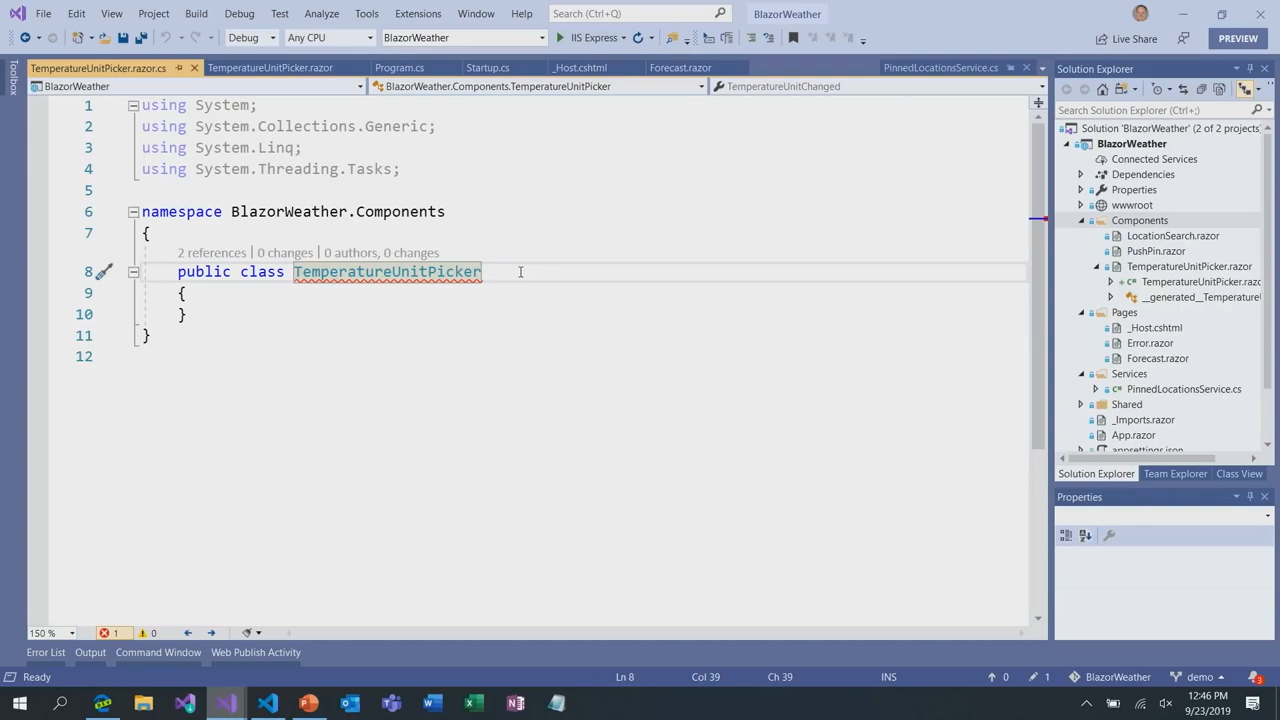 File Edit View Project Build Debug Test Analyze Tools Extensions Window Help Search (Ctrl+Q) BlazorWeather
Debug Any CPU BlazorWeather IIS Express Live Share PREVIEW
TemperatureUnitPicker.razor.cs TemperatureUnitPicker.razor Program.cs Startup.cs _Host.cshtml Forecast.razor PinnedLocationsService.cs
BlazorWeather BlazorWeather.Components.TemperatureUnitPicker TemperatureUnitChanged
Toolbox
1 using System;
2 using System.Collections.Generic;
3 using System.Linq;
4 using System.Threading.Tasks;
5
6 namespace BlazorWeather.Components
7 {
2 references | 0 changes | 0 authors, 0 changes
8 public class TemperatureUnitPicker
9 {
10 }
11 }
12
150 % 1 0
Solution Explorer
Search Solution Explorer (Ctrl+;)
Solution 'BlazorWeather' (2 of 2 projects)
BlazorWeather
Connected Services
Dependencies
Properties
wwwroot
Components
LocationSearch.razor
PushPin.razor
TemperatureUnitPicker.razor
TemperatureUnitPicker.razo
__generated__Temperature
Pages
_Host.cshtml
Error.razor
Forecast.razor
Services
PinnedLocationsService.cs
Shared
_Imports.razor
App.razor
appsettings.json
Solution Explorer Team Explorer Class View
Properties
Error List Output Command Window Web Publish Activity
Ready Ln 8 Col 39 Ch 39 INS 0 1 BlazorWeather demo 3
12:46 PM
9/23/2019